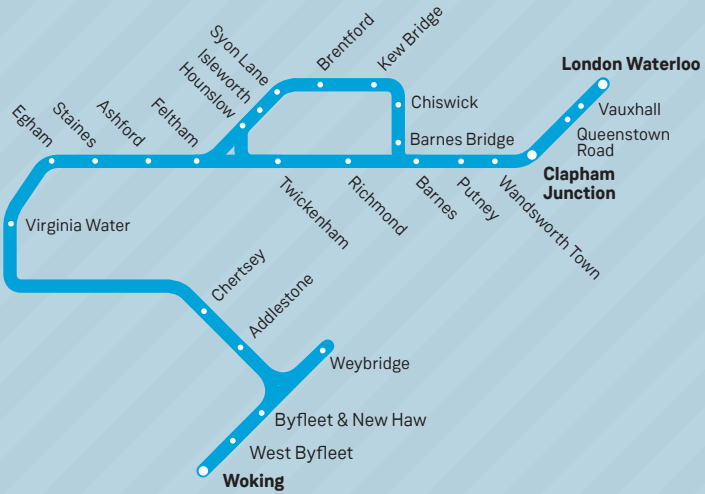 Brentford
Kew Bridge
Syon Lane
Isleworth
Hounslow
London Waterloo
Vauxhall
Queenstown
Road
Chiswick
Barnes Bridge
Egham
Staines
Ashford
Feltham
Clapham
Junction
Twickenham
Richmond
Barnes
Putney
Wandsworth Town
Virginia Water
Chertsey
Addlestone
Weybridge
Byfleet & New Haw
West Byfleet
Woking